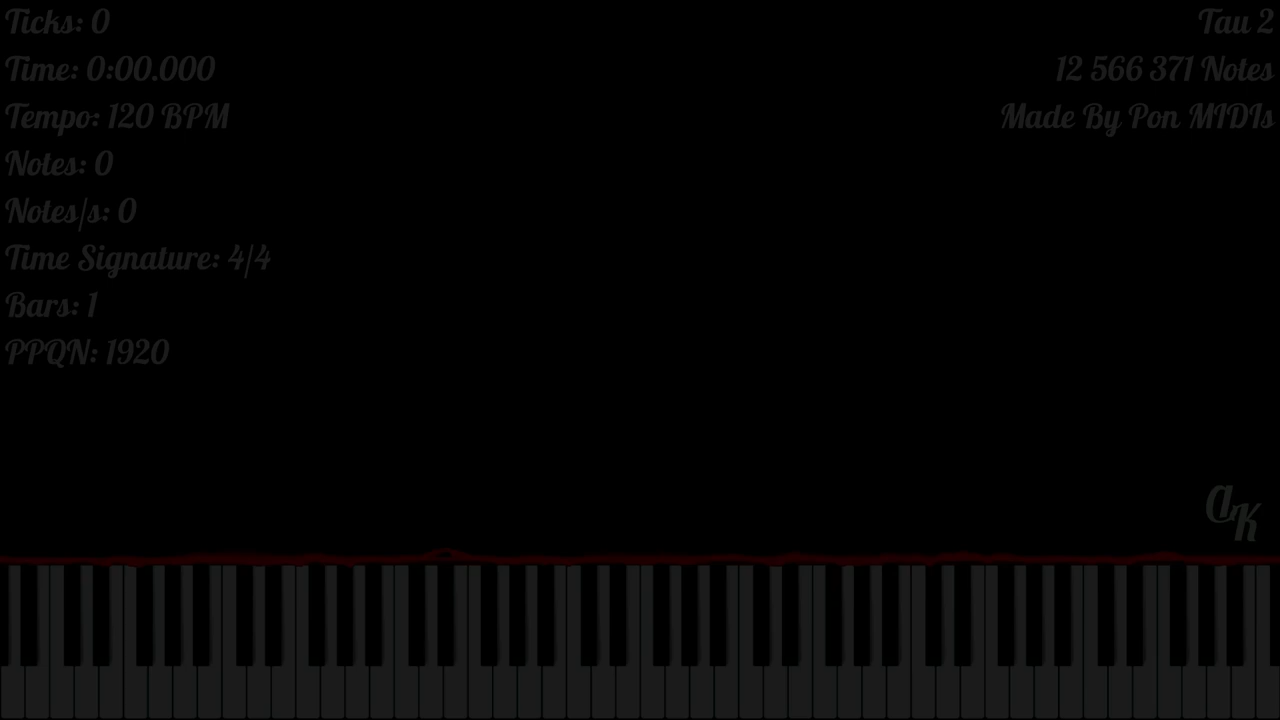 Ticks: 0
Time: 0:00.000
Tempo: 120 BPM
Notes: 0
Notes/s: 0
Time Signature: 4/4
Bars: 1
PPQN: 1920
Tau 2
12 566 371 Notes
Made By Pon MIDIs
AK